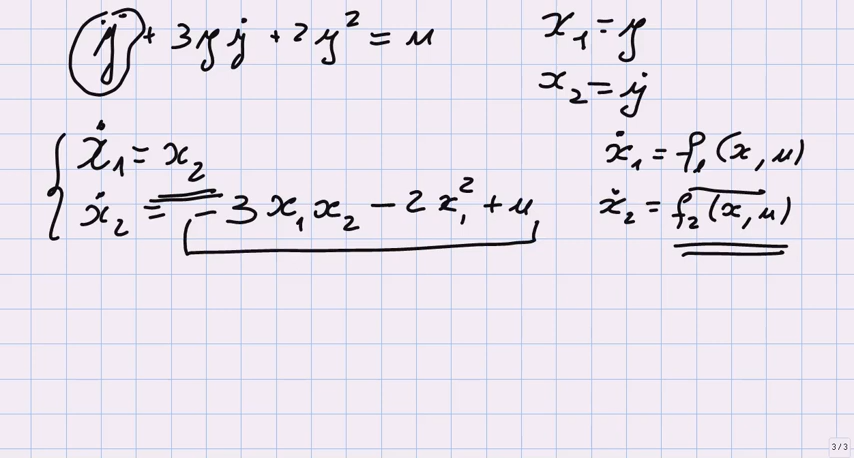 ÿ + 3yẏ + 2y² = u
x₁ = y
x₂ = ẏ
ẋ₁ = x₂
ẋ₁ = f₁(x, u)
ẋ₂ = -3x₁x₂ - 2x₁² + u
ẋ₂ = f₂(x, u)
3/3